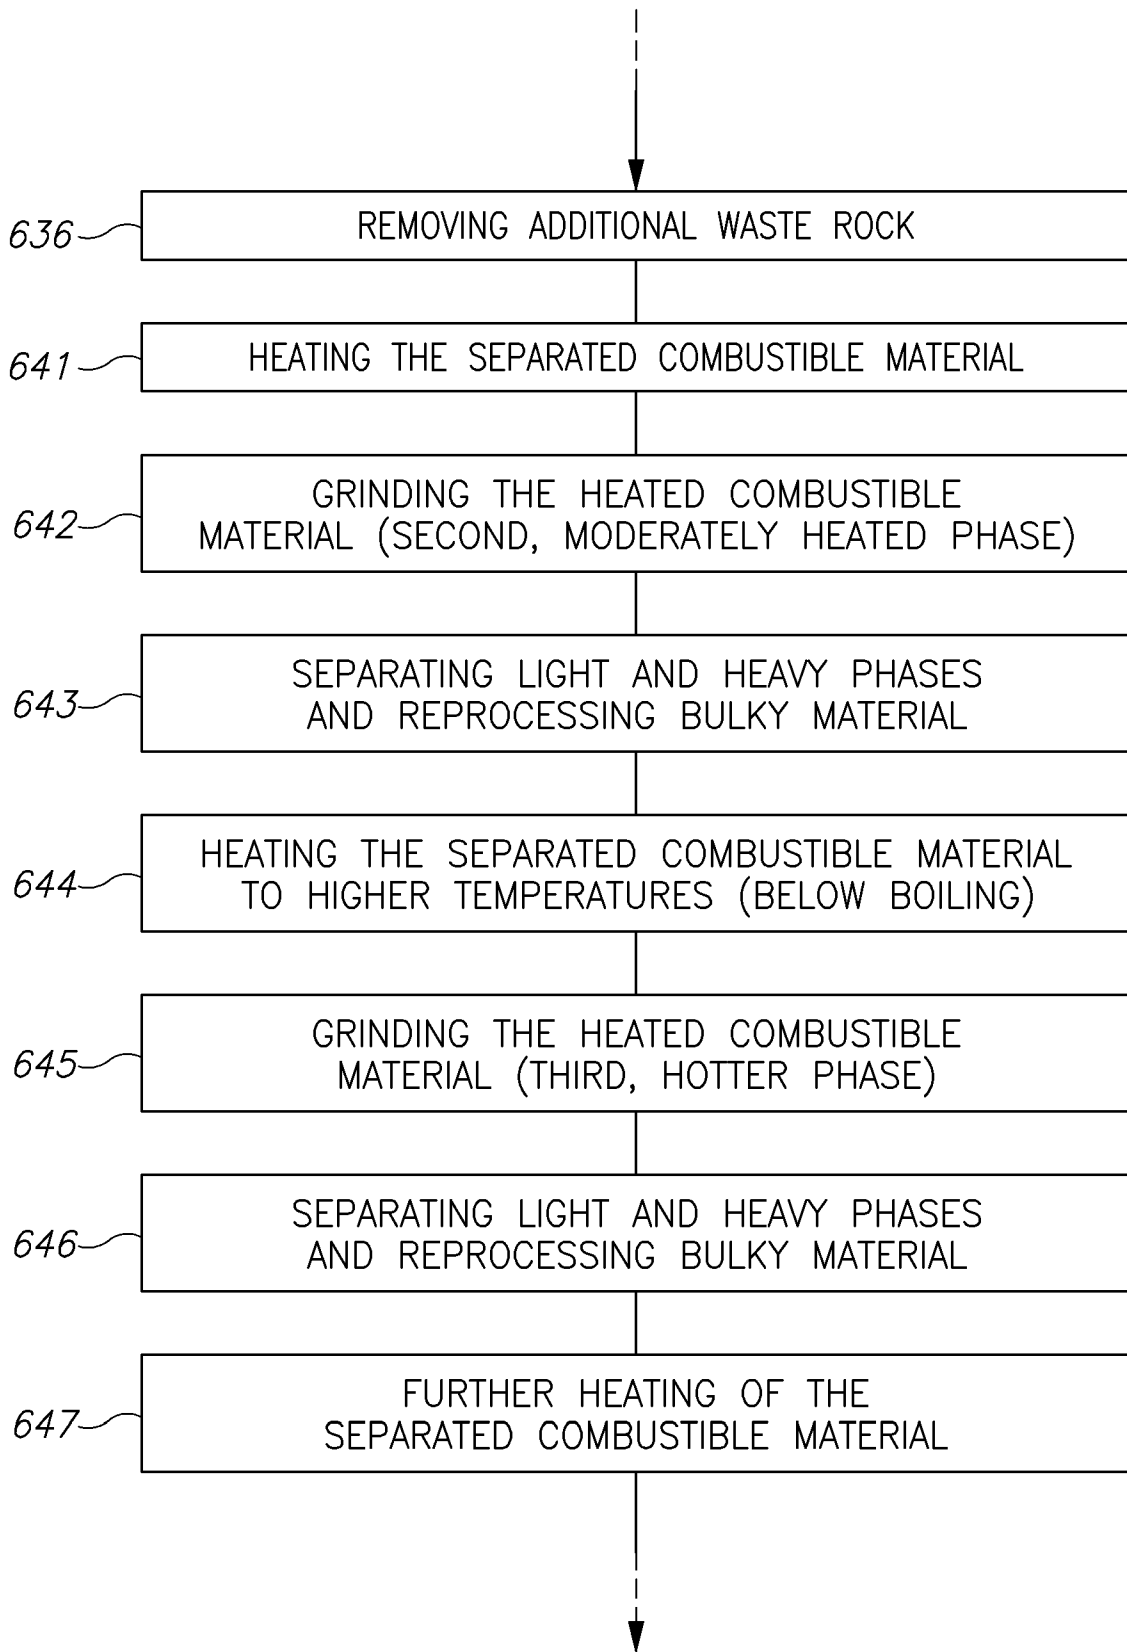 636
REMOVING ADDITIONAL WASTE ROCK
641
HEATING THE SEPARATED COMBUSTIBLE MATERIAL
642
GRINDING THE HEATED COMBUSTIBLE
MATERIAL (SECOND, MODERATELY HEATED PHASE)
643
SEPARATING LIGHT AND HEAVY PHASES
AND REPROCESSING BULKY MATERIAL
644
HEATING THE SEPARATED COMBUSTIBLE MATERIAL
TO HIGHER TEMPERATURES (BELOW BOILING)
645
GRINDING THE HEATED COMBUSTIBLE
MATERIAL (THIRD, HOTTER PHASE)
646
SEPARATING LIGHT AND HEAVY PHASES
AND REPROCESSING BULKY MATERIAL
647
FURTHER HEATING OF THE
SEPARATED COMBUSTIBLE MATERIAL